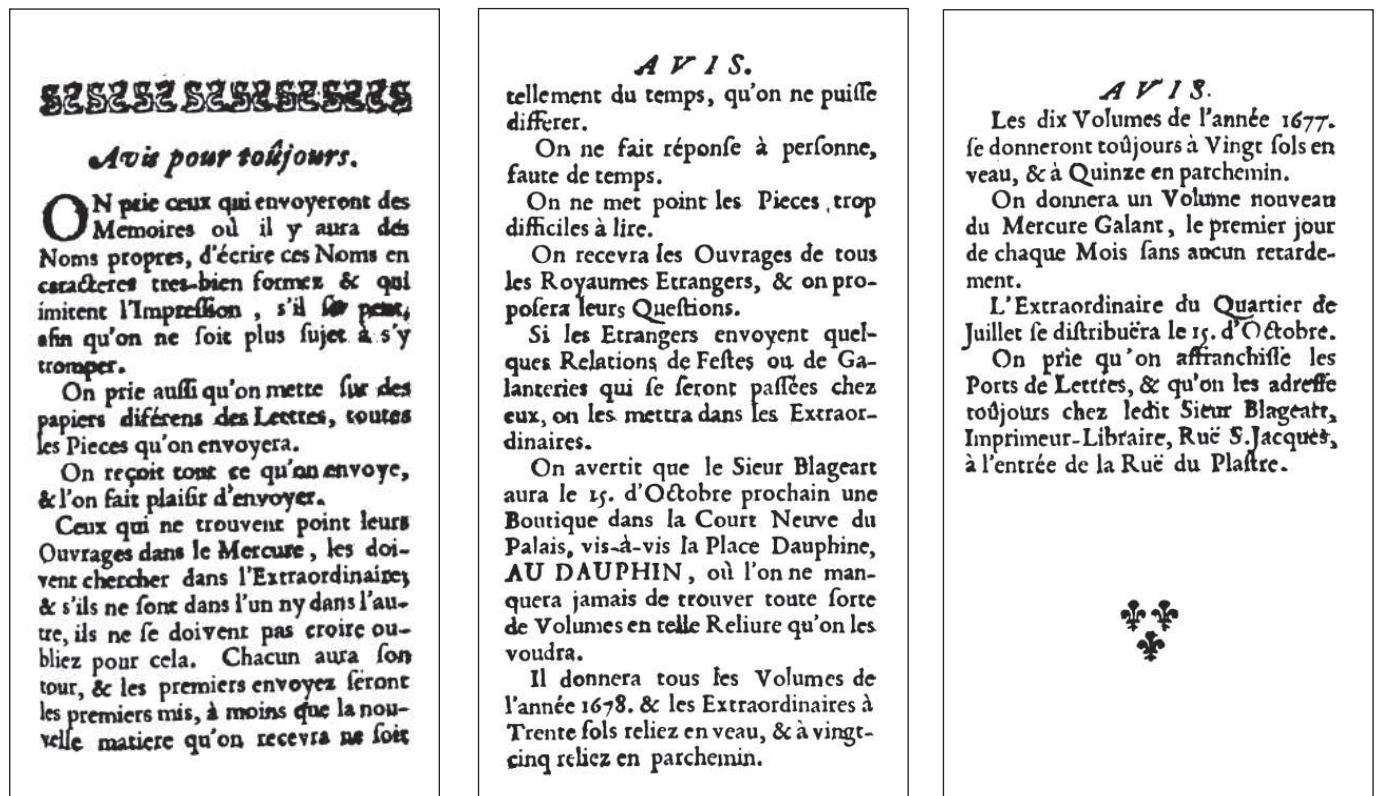 Avis pour toûjours.
ON prie ceux qui envoyeront des
Memoires où il y aura des
Noms propres, d'écrire ces Noms en
caracteres tres-bien formez & qui
imitent l'Impreſſion, s'il ſe peut,
afin qu'on ne ſoit plus ſujet à s'y
tromper.
On prie auſſi qu'on mette ſur des
papiers diférens des Lettres, toutes
les Pieces qu'on envoyera.
On reçoit tout ce qu'on envoye,
& l'on fait plaiſir d'envoyer.
Ceux qui ne trouvent point leurs
Ouvrages dans le Mercure, les doi-
vent chercher dans l'Extraordinaire;
& s'ils ne ſont dans l'un ny dans l'au-
tre, ils ne ſe doivent pas croire ou-
bliez pour cela. Chacun aura ſon
tour, & les premiers envoyez ſeront
les premiers mis, à moins que la nou-
velle matiere qu'on recevra ne ſoit
AVIS.
tellement du temps, qu'on ne puiſſe
differer.
On ne fait réponſe à perſonne,
faute de temps.
On ne met point les Pieces trop
difficiles à lire.
On recevra les Ouvrages de tous
les Royaumes Etrangers, & on pro-
poſera leurs Queſtions.
Si les Etrangers envoyent quel-
ques Relations de Feſtes ou de Ga-
lanteries qui ſe ſeront paſſées chez
eux, on les mettra dans les Extraor-
dinaires.
On avertit que le Sieur Blageart
aura le 15. d'Octobre prochain une
Boutique dans la Court Neuve du
Palais, vis-à-vis la Place Dauphine,
AU DAUPHIN, où l'on ne man-
quera jamais de trouver toute ſorte
de Volumes en telle Reliure qu'on les
voudra.
Il donnera tous les Volumes de
l'année 1678. & les Extraordinaires à
Trente ſols reliez en veau, & à vingt-
cinq reliez en parchemin.
AVIS.
Les dix Volumes de l'année 1677.
ſe donneront toûjours à Vingt ſols en
veau, & à Quinze en parchemin.
On donnera un Volume nouveau
du Mercure Galant, le premier jour
de chaque Mois ſans aucun retarde-
ment.
L'Extraordinaire du Quartier de
Juillet ſe diſtribuëra le 15. d'Octobre.
On prie qu'on affranchiſſe les
Ports de Lettres, & qu'on les adreſſe
toûjours chez ledit Sieur Blageart,
Imprimeur-Libraire, Ruë S. Jacques,
à l'entrée de la Ruë du Plaſtre.